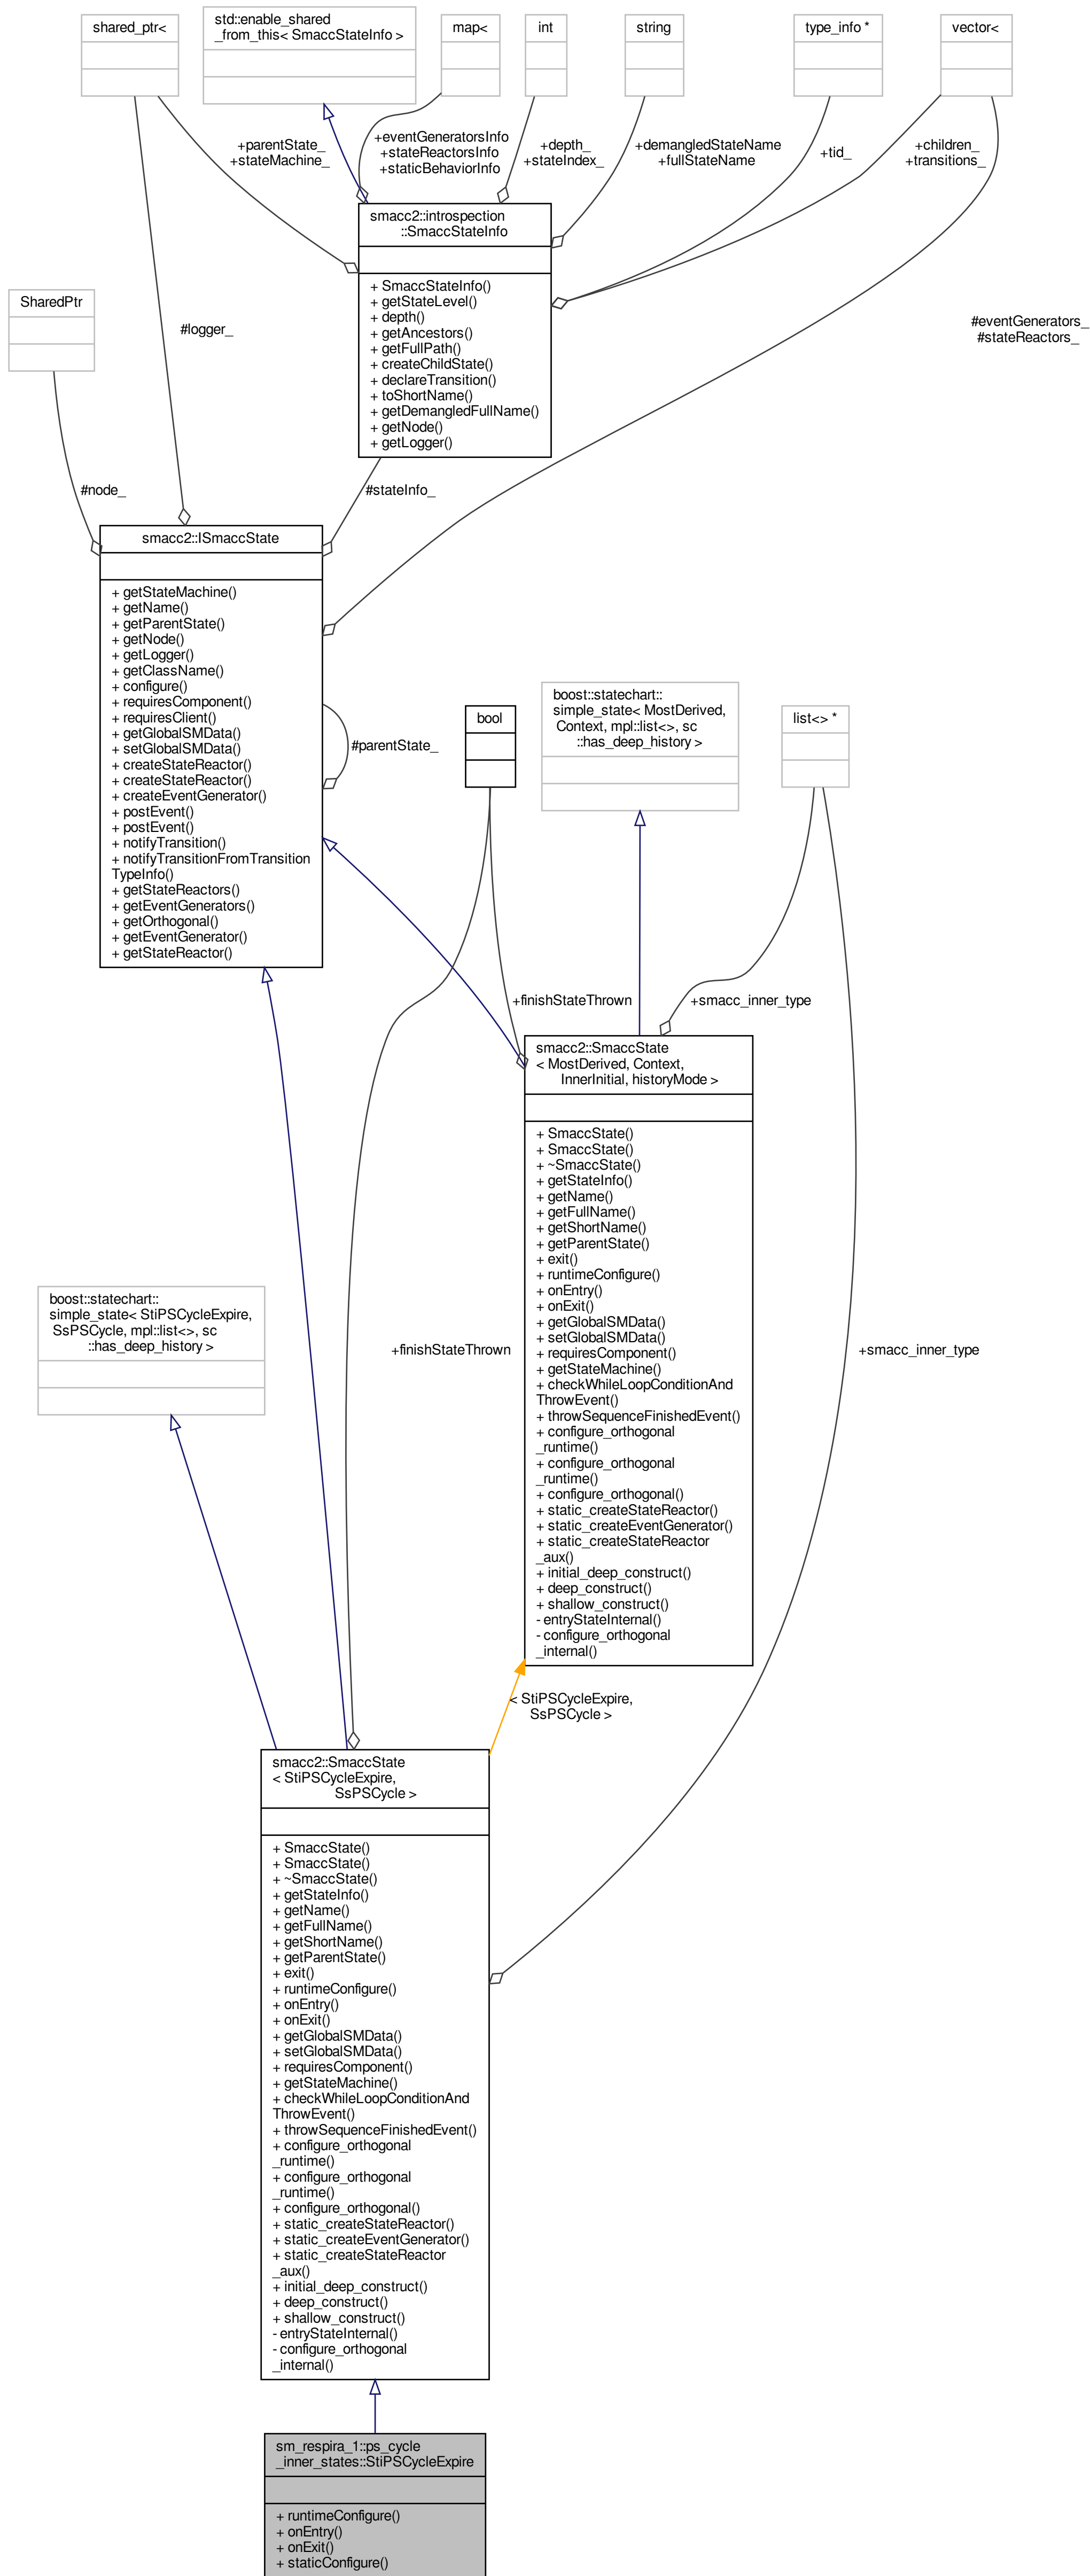 shared_ptr<
std::enable_shared
_from_this< SmaccStateInfo >
map<
int
string
type_info *
vector<
+parentState_
+stateMachine_
+eventGeneratorsInfo
+stateReactorsInfo
+staticBehaviorInfo
+depth_
+stateIndex_
+demangledStateName
+fullStateName
+tid_
+children_
+transitions_
smacc2::introspection
::SmaccStateInfo
+ SmaccStateInfo()
+ getStateLevel()
+ depth()
+ getAncestors()
+ getFullPath()
+ createChildState()
+ declareTransition()
+ toShortName()
+ getDemangledFullName()
+ getNode()
+ getLogger()
SharedPtr
#logger_
#eventGenerators_
#stateReactors_
#node_
#stateInfo_
smacc2::ISmaccState
+ getStateMachine()
+ getName()
+ getParentState()
+ getNode()
+ getLogger()
+ getClassName()
+ configure()
+ requiresComponent()
+ requiresClient()
+ getGlobalSMData()
+ setGlobalSMData()
+ createStateReactor()
+ createStateReactor()
+ createEventGenerator()
+ postEvent()
+ postEvent()
+ notifyTransition()
+ notifyTransitionFromTransition
TypeInfo()
+ getStateReactors()
+ getEventGenerators()
+ getOrthogonal()
+ getEventGenerator()
+ getStateReactor()
#parentState_
bool
boost::statechart::
simple_state< MostDerived,
Context, mpl::list<>, sc
::has_deep_history >
list<> *
+finishStateThrown
+smacc_inner_type
smacc2::SmaccState
< MostDerived, Context,
InnerInitial, historyMode >
+ SmaccState()
+ SmaccState()
+ ~SmaccState()
+ getStateInfo()
+ getName()
+ getFullName()
+ getShortName()
+ getParentState()
+ exit()
+ runtimeConfigure()
+ onEntry()
+ onExit()
+ getGlobalSMData()
+ setGlobalSMData()
+ requiresComponent()
+ getStateMachine()
+ checkWhileLoopConditionAnd
ThrowEvent()
+ throwSequenceFinishedEvent()
+ configure_orthogonal
_runtime()
+ configure_orthogonal
_runtime()
+ configure_orthogonal()
+ static_createStateReactor()
+ static_createEventGenerator()
+ static_createStateReactor
_aux()
+ initial_deep_construct()
+ deep_construct()
+ shallow_construct()
- entryStateInternal()
- configure_orthogonal
_internal()
boost::statechart::
simple_state< StiPSCycleExpire,
SsPSCycle, mpl::list<>, sc
::has_deep_history >
+finishStateThrown
+smacc_inner_type
< StiPSCycleExpire,
SsPSCycle >
smacc2::SmaccState
< StiPSCycleExpire,
SsPSCycle >
+ SmaccState()
+ SmaccState()
+ ~SmaccState()
+ getStateInfo()
+ getName()
+ getFullName()
+ getShortName()
+ getParentState()
+ exit()
+ runtimeConfigure()
+ onEntry()
+ onExit()
+ getGlobalSMData()
+ setGlobalSMData()
+ requiresComponent()
+ getStateMachine()
+ checkWhileLoopConditionAnd
ThrowEvent()
+ throwSequenceFinishedEvent()
+ configure_orthogonal
_runtime()
+ configure_orthogonal
_runtime()
+ configure_orthogonal()
+ static_createStateReactor()
+ static_createEventGenerator()
+ static_createStateReactor
_aux()
+ initial_deep_construct()
+ deep_construct()
+ shallow_construct()
- entryStateInternal()
- configure_orthogonal
_internal()
sm_respira_1::ps_cycle
_inner_states::StiPSCycleExpire
+ runtimeConfigure()
+ onEntry()
+ onExit()
+ staticConfigure()